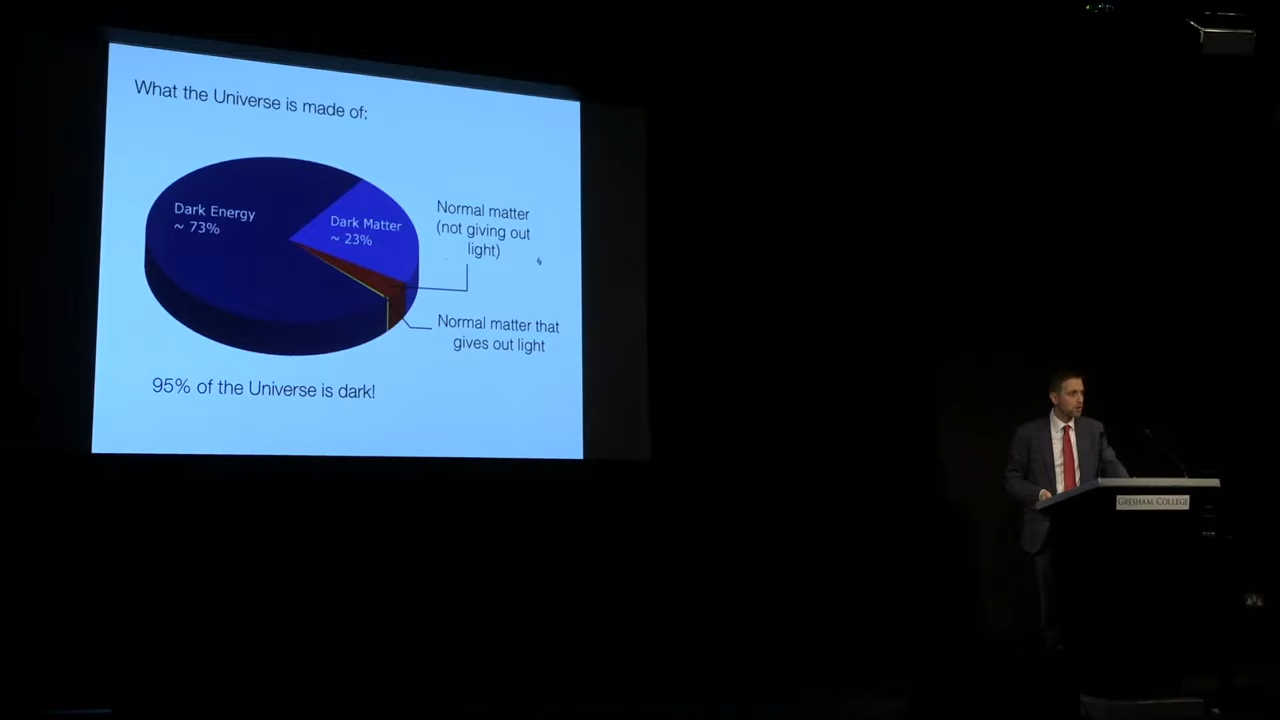 What the Universe is made of:
Dark Energy
~ 73%
Dark Matter
~ 23%
Normal matter
(not giving out
light)
Normal matter that
gives out light
95% of the Universe is dark!
GRESHAM COLLEGE